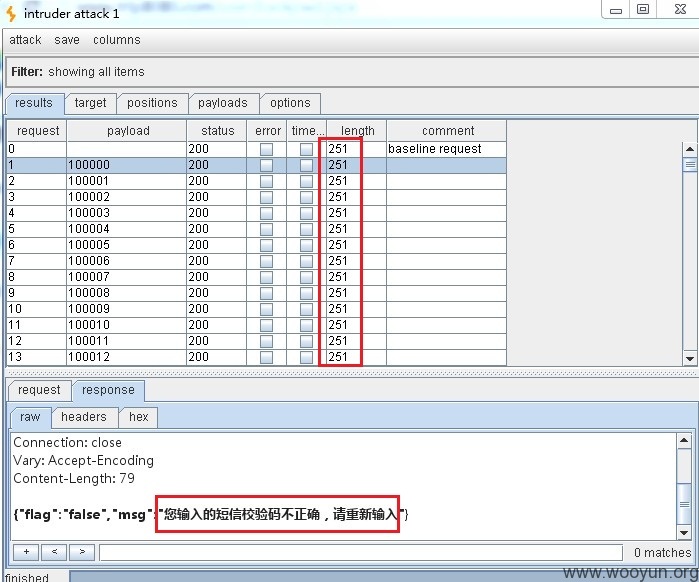 intruder attack 1
attack save columns
Filter: showing all items
results target positions payloads options
request payload status error time... length comment
0 200 251 baseline request
1 100000 200 251
2 100001 200 251
3 100002 200 251
4 100003 200 251
5 100004 200 251
6 100005 200 251
7 100006 200 251
8 100007 200 251
9 100008 200 251
10 100009 200 251
11 100010 200 251
12 100011 200 251
13 100012 200 251
request response
raw headers hex
Connection: close
Vary: Accept-Encoding
Content-Length: 79
{"flag":"false","msg":"您输入的短信校验码不正确，请重新输入"}
+ < > 0 matches
www.wooyun.org
finished